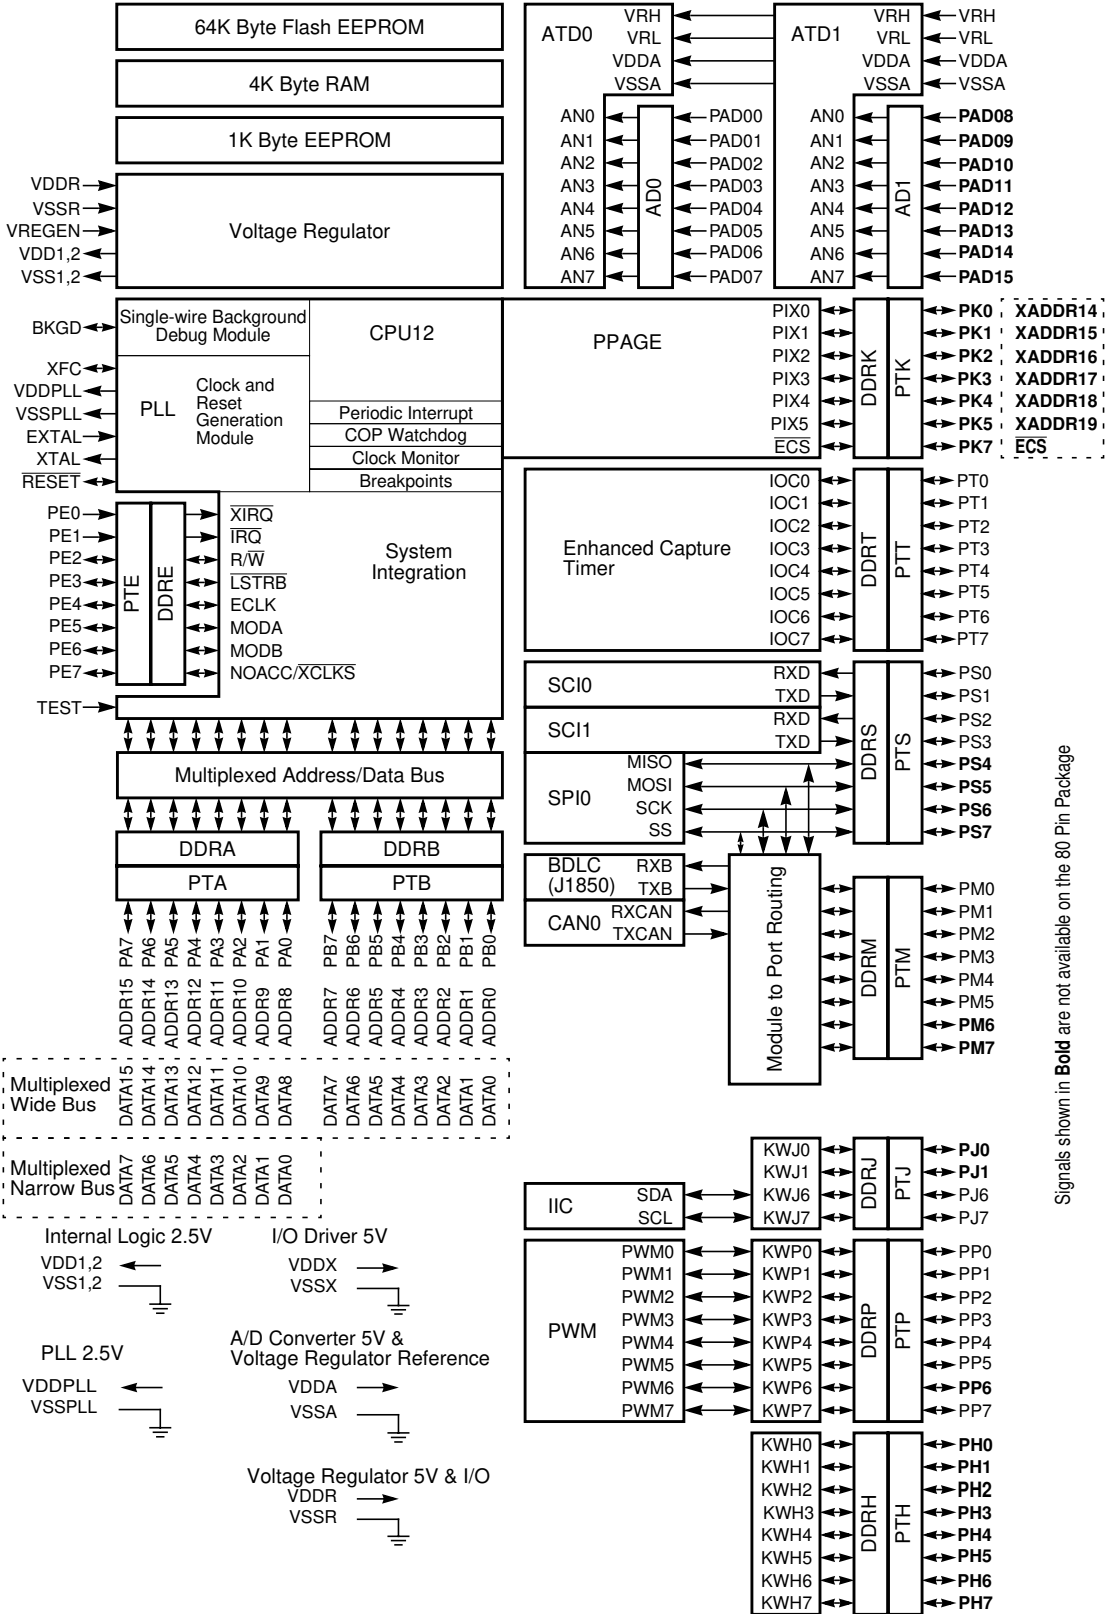 64K Byte Flash EEPROM
4K Byte RAM
1K Byte EEPROM
VDDR
VSSR
VREGEN
VDD1,2
VSS1,2
Voltage Regulator
ATD0
VRH
VRL
VDDA
VSSA
AN0
AN1
AN2
AN3
AN4
AN5
AN6
AN7
AD0
PAD00
PAD01
PAD02
PAD03
PAD04
PAD05
PAD06
PAD07
ATD1
VRH
VRL
VDDA
VSSA
VRH
VRL
VDDA
VSSA
AN0
AN1
AN2
AN3
AN4
AN5
AN6
AN7
AD1
PAD08
PAD09
PAD10
PAD11
PAD12
PAD13
PAD14
PAD15
BKGD
XFC
VDDPLL
VSSPLL
EXTAL
XTAL
RESET
Single-wire Background
Debug Module
CPU12
PLL
Clock and
Reset
Generation
Module
Periodic Interrupt
COP Watchdog
Clock Monitor
Breakpoints
PPAGE
PIX0
PIX1
PIX2
PIX3
PIX4
PIX5
ECS
DDRK
PTK
PK0 XADDR14
PK1 XADDR15
PK2 XADDR16
PK3 XADDR17
PK4 XADDR18
PK5 XADDR19
PK7 ECS
PE0
PE1
PE2
PE3
PE4
PE5
PE6
PE7
TEST
PTE
DDRE
XIRQ
IRQ
R/W
LSTRB
ECLK
MODA
MODB
NOACC/XCLKS
System
Integration
Enhanced Capture
Timer
IOC0
IOC1
IOC2
IOC3
IOC4
IOC5
IOC6
IOC7
DDRT
PTT
PT0
PT1
PT2
PT3
PT4
PT5
PT6
PT7
SCI0
RXD
TXD
SCI1
RXD
TXD
SPI0
MISO
MOSI
SCK
SS
DDRS
PTS
PS0
PS1
PS2
PS3
PS4
PS5
PS6
PS7
Multiplexed Address/Data Bus
DDRA
PTA
DDRB
PTB
PA7
PA6
PA5
PA4
PA3
PA2
PA1
PA0
PB7
PB6
PB5
PB4
PB3
PB2
PB1
PB0
ADDR15
ADDR14
ADDR13
ADDR12
ADDR11
ADDR10
ADDR9
ADDR8
ADDR7
ADDR6
ADDR5
ADDR4
ADDR3
ADDR2
ADDR1
ADDR0
Multiplexed
Wide Bus
DATA15
DATA14
DATA13
DATA12
DATA11
DATA10
DATA9
DATA8
DATA7
DATA6
DATA5
DATA4
DATA3
DATA2
DATA1
DATA0
Multiplexed
Narrow Bus
DATA7
DATA6
DATA5
DATA4
DATA3
DATA2
DATA1
DATA0
BDLC
(J1850)
RXB
TXB
CAN0
RXCAN
TXCAN
Module to Port Routing
DDRM
PTM
PM0
PM1
PM2
PM3
PM4
PM5
PM6
PM7
Signals shown in Bold are not available on the 80 Pin Package
IIC
SDA
SCL
KWJ0
KWJ1
KWJ6
KWJ7
DDRJ
PTJ
PJ0
PJ1
PJ6
PJ7
PWM
PWM0
PWM1
PWM2
PWM3
PWM4
PWM5
PWM6
PWM7
KWP0
KWP1
KWP2
KWP3
KWP4
KWP5
KWP6
KWP7
DDRP
PTP
PP0
PP1
PP2
PP3
PP4
PP5
PP6
PP7
KWH0
KWH1
KWH2
KWH3
KWH4
KWH5
KWH6
KWH7
DDRH
PTH
PH0
PH1
PH2
PH3
PH4
PH5
PH6
PH7
Internal Logic 2.5V
VDD1,2
VSS1,2
I/O Driver 5V
VDDX
VSSX
PLL 2.5V
VDDPLL
VSSPLL
A/D Converter 5V &
Voltage Regulator Reference
VDDA
VSSA
Voltage Regulator 5V & I/O
VDDR
VSSR